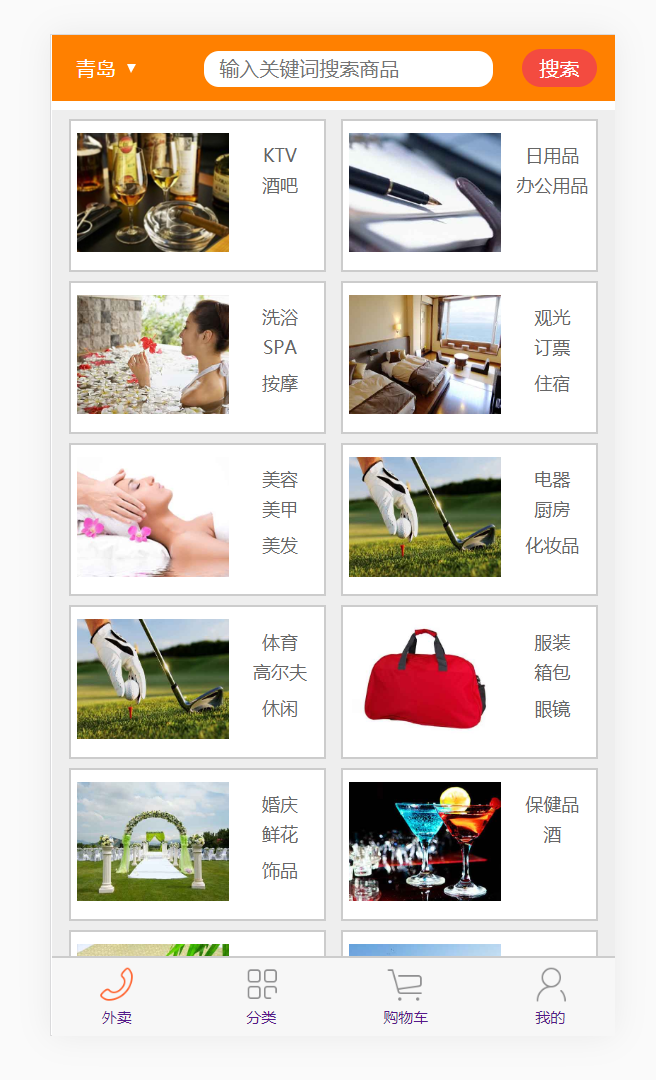 青岛 ▼
输入关键词搜索商品
搜索
KTV
酒吧
日用品
办公用品
洗浴
SPA
按摩
观光
订票
住宿
美容
美甲
美发
电器
厨房
化妆品
体育
高尔夫
休闲
服装
箱包
眼镜
婚庆
鲜花
饰品
保健品
酒
外卖
分类
购物车
我的